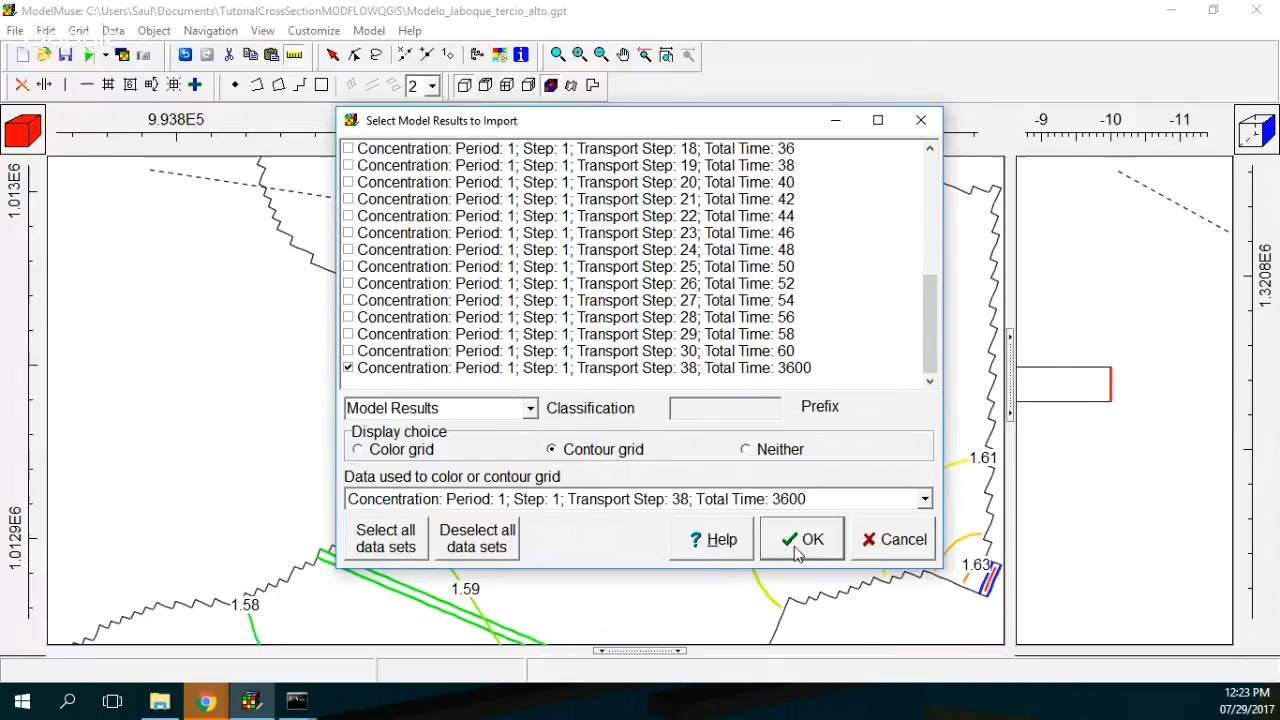 ModelMuse: C:\Users\Saul\Documents\TutorialCrossSectionMODFLOWQGIS\Modelo_Jaboque_tercio_alto.gpt
File Edit Grid Data Object Navigation View Customize Model Help
2
9.938E5
-9 -10 -11
1.013E6
1.0129E6
1.3208E6
Select Model Results to Import
Concentration: Period: 1; Step: 1; Transport Step: 18; Total Time: 36
Concentration: Period: 1; Step: 1; Transport Step: 19; Total Time: 38
Concentration: Period: 1; Step: 1; Transport Step: 20; Total Time: 40
Concentration: Period: 1; Step: 1; Transport Step: 21; Total Time: 42
Concentration: Period: 1; Step: 1; Transport Step: 22; Total Time: 44
Concentration: Period: 1; Step: 1; Transport Step: 23; Total Time: 46
Concentration: Period: 1; Step: 1; Transport Step: 24; Total Time: 48
Concentration: Period: 1; Step: 1; Transport Step: 25; Total Time: 50
Concentration: Period: 1; Step: 1; Transport Step: 26; Total Time: 52
Concentration: Period: 1; Step: 1; Transport Step: 27; Total Time: 54
Concentration: Period: 1; Step: 1; Transport Step: 28; Total Time: 56
Concentration: Period: 1; Step: 1; Transport Step: 29; Total Time: 58
Concentration: Period: 1; Step: 1; Transport Step: 30; Total Time: 60
Concentration: Period: 1; Step: 1; Transport Step: 38; Total Time: 3600
Model Results Classification Prefix
Display choice
Color grid Contour grid Neither
Data used to color or contour grid
Concentration: Period: 1; Step: 1; Transport Step: 38; Total Time: 3600
Select all data sets
Deselect all data sets
Help OK Cancel
1.61
1.63
1.59
1.58
12:23 PM
07/29/2017